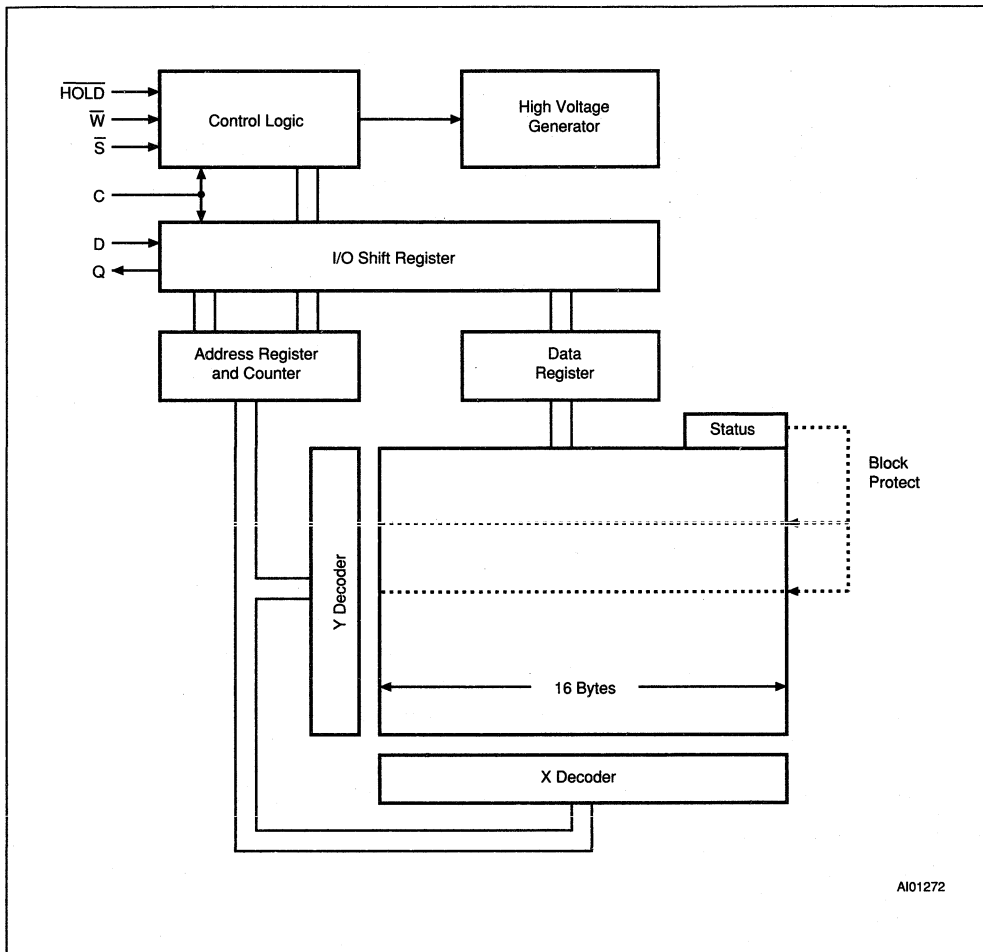 HOLD
W
S
C
D
Q
Control Logic
High Voltage
Generator
I/O Shift Register
Address Register
and Counter
Data
Register
Status
Block
Protect
Y Decoder
16 Bytes
X Decoder
AI01272